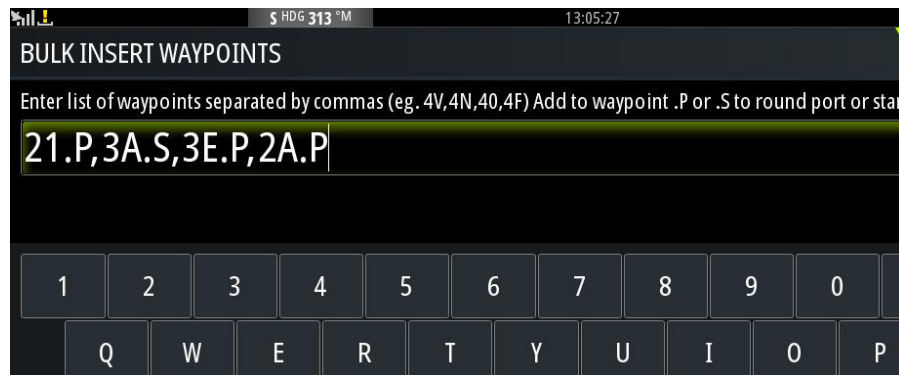 S HDG 313 °M 13:05:27
BULK INSERT WAYPOINTS
Enter list of waypoints separated by commas (eg. 4V,4N,40,4F) Add to waypoint .P or .S to round port or star
21.P,3A.S,3E.P,2A.P
1 2 3 4 5 6 7 8 9 0
Q W E R T Y U I O P